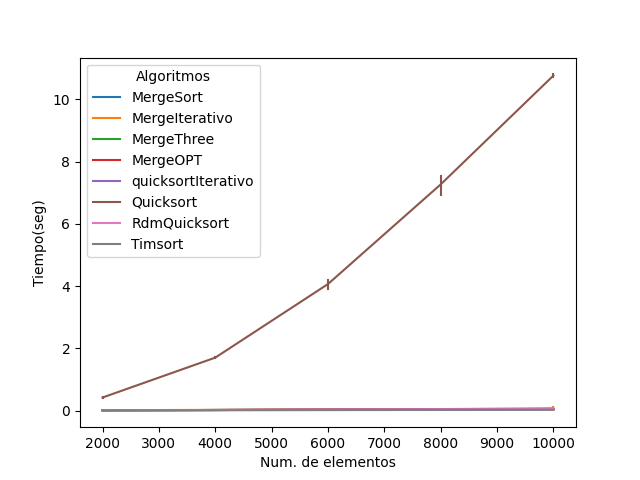 Algoritmos
MergeSort
MergeIterativo
MergeThree
MergeOPT
quicksortIterativo
Quicksort
RdmQuicksort
Timsort
10
8
6
4
2
0
Tiempo(seg)
2000 3000 4000 5000 6000 7000 8000 9000 10000
Num. de elementos